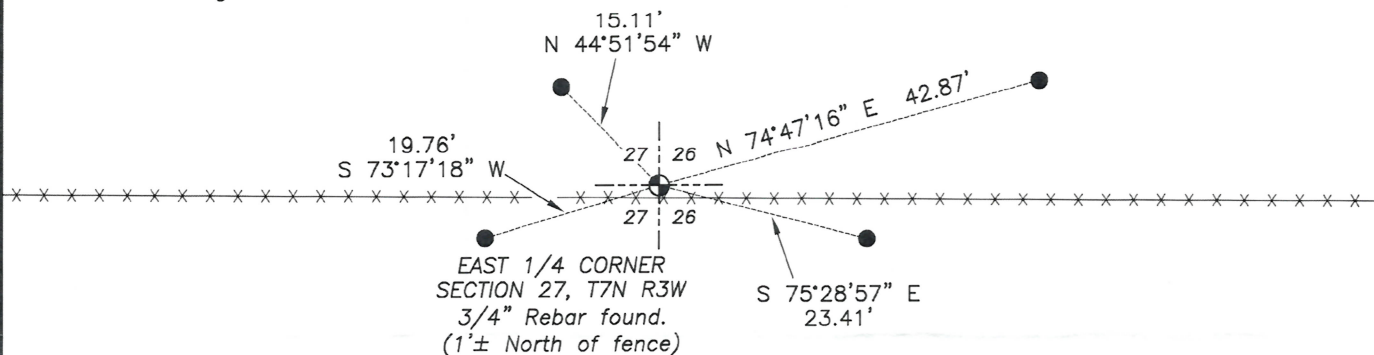 15.11'
N 44°51'54" W
N 74°47'16" E 42.87'
19.76'
S 73°17'18" W
27 26
27 26
EAST 1/4 CORNER
SECTION 27, T7N R3W
3/4" Rebar found.
(1'± North of fence)
S 75°28'57" E
23.41'